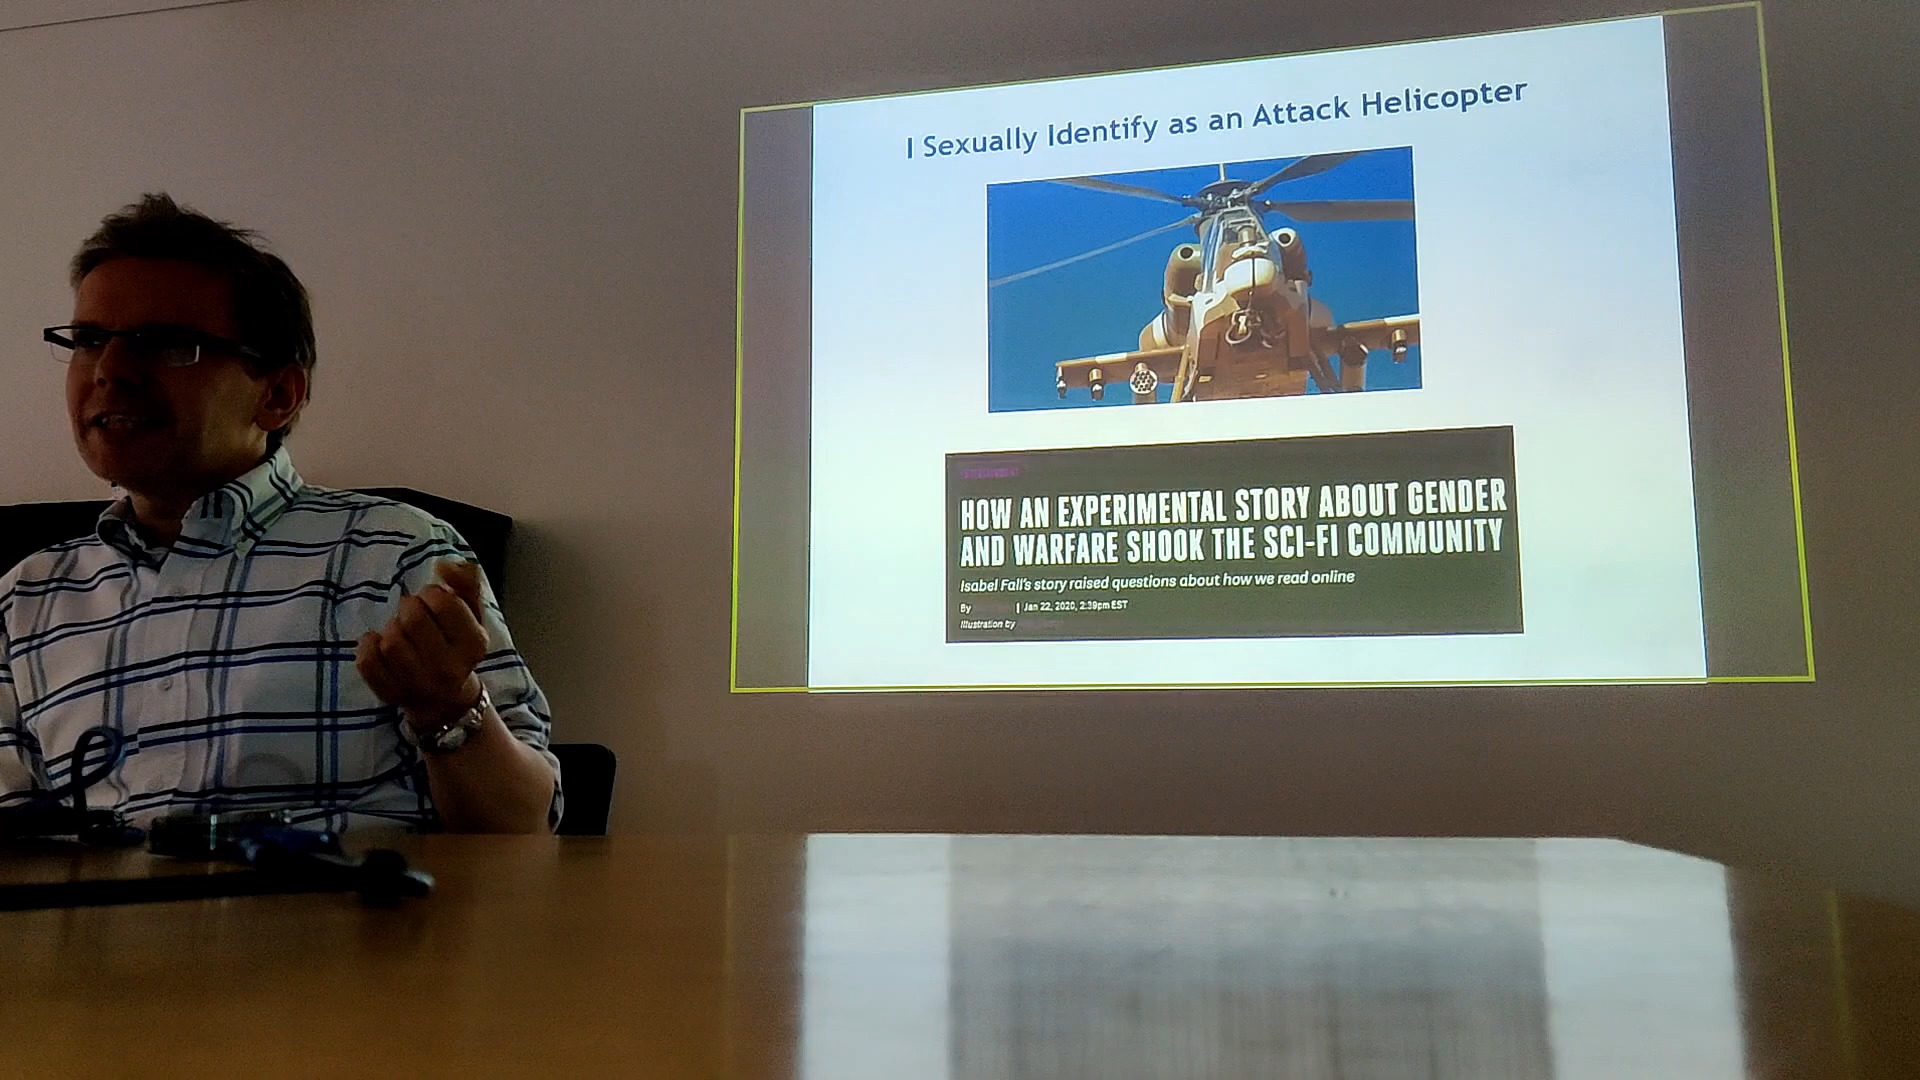 I Sexually Identify as an Attack Helicopter
HOW AN EXPERIMENTAL STORY ABOUT GENDER
AND WARFARE SHOOK THE SCI-FI COMMUNITY
Isabel Fall's story raised questions about how we read online
By | Jan 22, 2020, 2:39pm EST
Illustration by